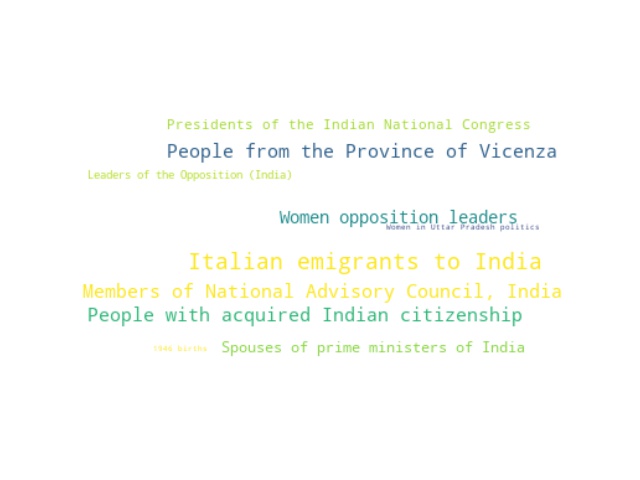 Presidents of the Indian National Congress
People from the Province of Vicenza
Leaders of the Opposition (India)
Women opposition leaders
Women in Uttar Pradesh politics
Italian emigrants to India
Members of National Advisory Council, India
People with acquired Indian citizenship
1946 births
Spouses of prime ministers of India